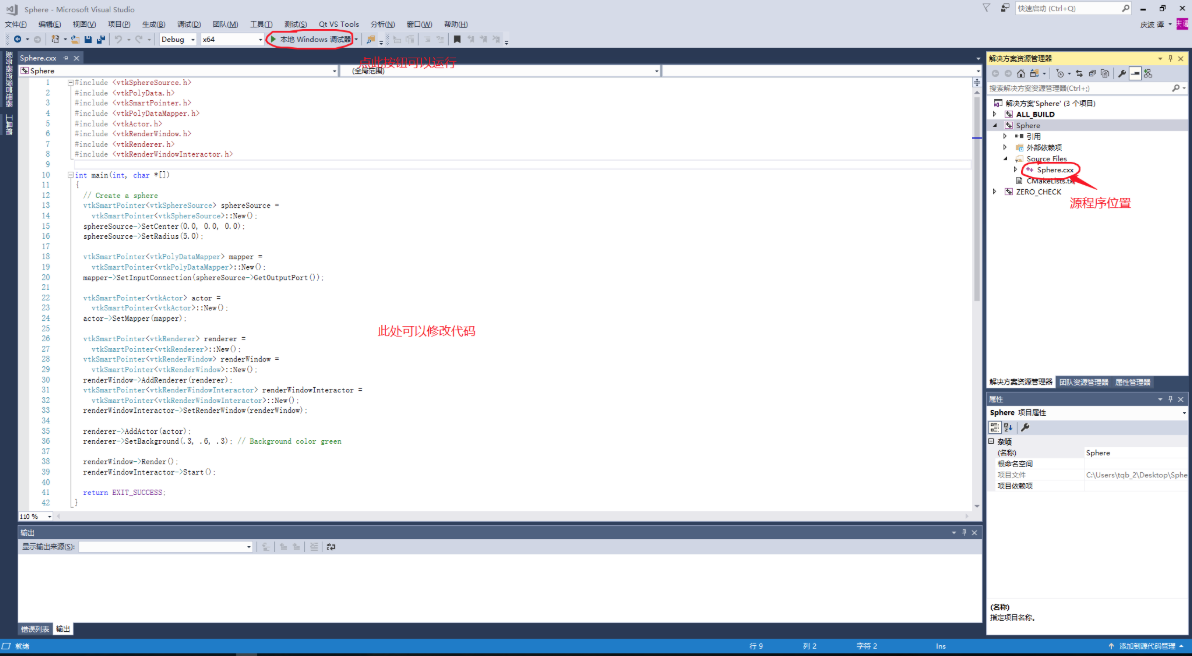 Sphere - Microsoft Visual Studio
快速启动 (Ctrl+Q)
文件(F) 编辑(E) 视图(V) 项目(P) 生成(B) 调试(D) 团队(M) 工具(T) 测试(S) Qt VS Tools 分析(N) 窗口(W) 帮助(H)
Debug x64 本地 Windows 调试器
点此按钮可以运行
Sphere.cxx
Sphere (全局范围)
1 #include <vtkSphereSource.h>
2 #include <vtkPolyData.h>
3 #include <vtkSmartPointer.h>
4 #include <vtkPolyDataMapper.h>
5 #include <vtkActor.h>
6 #include <vtkRenderWindow.h>
7 #include <vtkRenderer.h>
8 #include <vtkRenderWindowInteractor.h>
9
10 int main(int, char *[])
11 {
12 // Create a sphere
13 vtkSmartPointer<vtkSphereSource> sphereSource =
14 vtkSmartPointer<vtkSphereSource>::New();
15 sphereSource->SetCenter(0.0, 0.0, 0.0);
16 sphereSource->SetRadius(5.0);
17
18 vtkSmartPointer<vtkPolyDataMapper> mapper =
19 vtkSmartPointer<vtkPolyDataMapper>::New();
20 mapper->SetInputConnection(sphereSource->GetOutputPort());
21
22 vtkSmartPointer<vtkActor> actor =
23 vtkSmartPointer<vtkActor>::New();
24 actor->SetMapper(mapper);
25
26 vtkSmartPointer<vtkRenderer> renderer =
27 vtkSmartPointer<vtkRenderer>::New();
28 vtkSmartPointer<vtkRenderWindow> renderWindow =
29 vtkSmartPointer<vtkRenderWindow>::New();
30 renderWindow->AddRenderer(renderer);
31 vtkSmartPointer<vtkRenderWindowInteractor> renderWindowInteractor =
32 vtkSmartPointer<vtkRenderWindowInteractor>::New();
33 renderWindowInteractor->SetRenderWindow(renderWindow);
34
35 renderer->AddActor(actor);
36 renderer->SetBackground(.3, .6, .3); // Background color green
37
38 renderWindow->Render();
39 renderWindowInteractor->Start();
40
41 return EXIT_SUCCESS;
42 }
此处可以修改代码
110 %
输出
显示输出来源(S):
错误列表 输出
解决方案资源管理器
搜索解决方案资源管理器(Ctrl+;)
解决方案'Sphere' (3 个项目)
ALL_BUILD
Sphere
引用
外部依赖项
Source Files
Sphere.cxx
CMakeLists.txt
ZERO_CHECK
源程序位置
解决方案资源管理器 团队资源管理器 属性管理器
属性
Sphere 项目属性
杂项
(名称) Sphere
根命名空间
项目文件 C:\Users\tqb_2\Desktop\Sphe
项目依赖项
(名称)
指定项目名称。
就绪 行 9 列 2 字符 2 Ins 添加到源代码管理